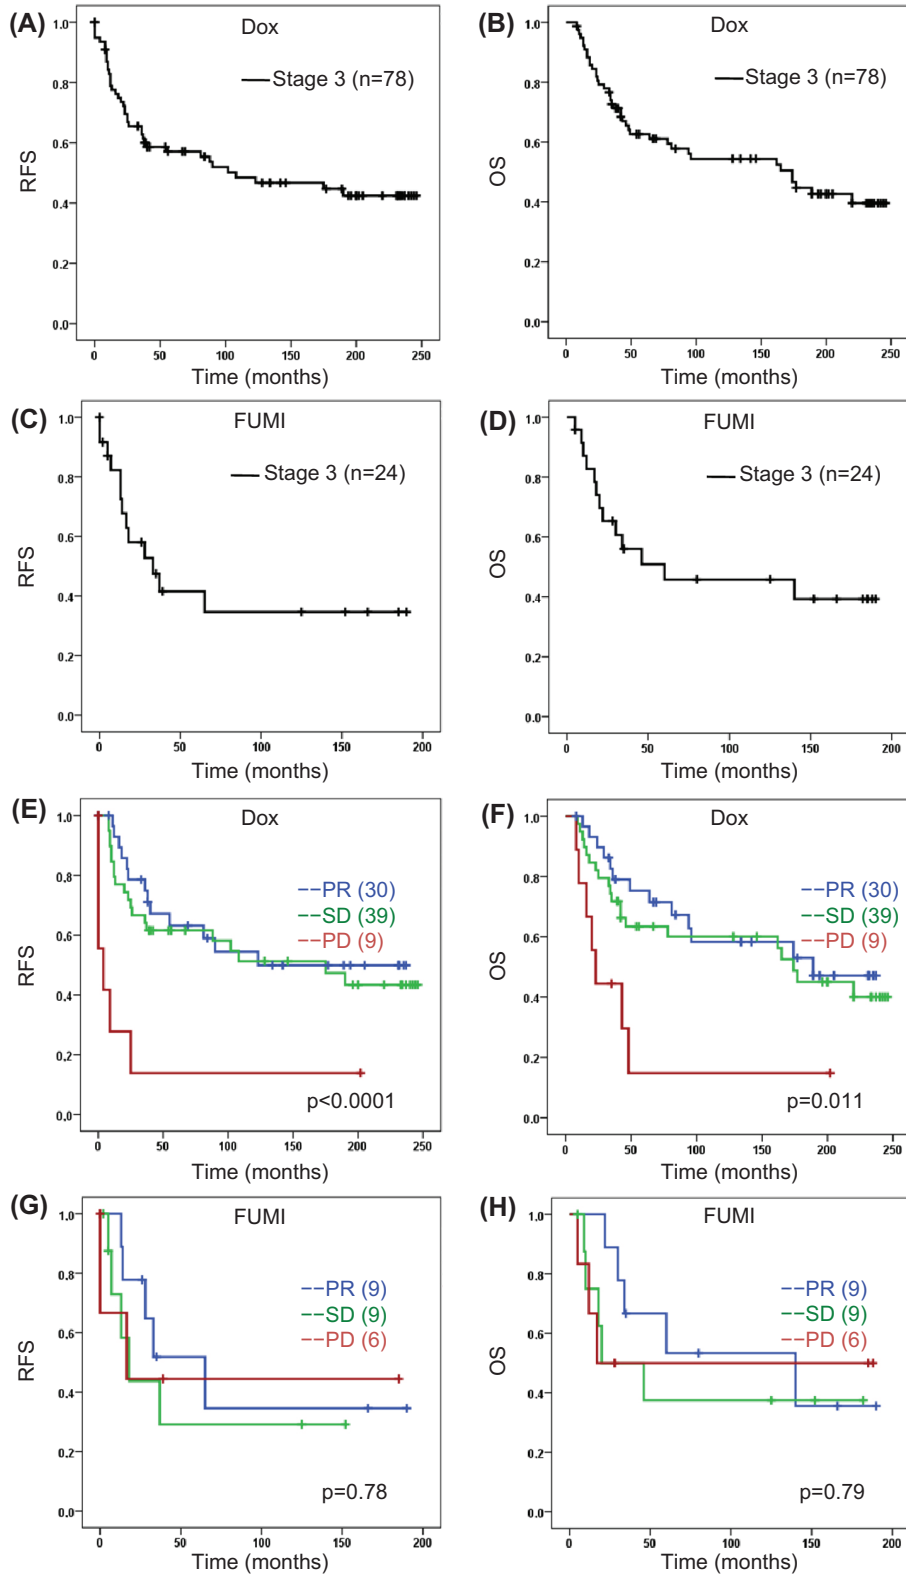 (A)
Dox
Stage 3 (n=78)
RFS
1.0
0.8
0.6
0.4
0.2
0.0
0 50 100 150 200 250
Time (months)
(B)
Dox
Stage 3 (n=78)
OS
1.0
0.8
0.6
0.4
0.2
0.0
0 50 100 150 200 250
Time (months)
(C)
FUMI
Stage 3 (n=24)
RFS
1.0
0.8
0.6
0.4
0.2
0.0
0 50 100 150 200
Time (months)
(D)
FUMI
Stage 3 (n=24)
OS
1.0
0.8
0.6
0.4
0.2
0.0
0 50 100 150 200
Time (months)
(E)
Dox
PR (30)
SD (39)
PD (9)
RFS
1.0
0.8
0.6
0.4
0.2
0.0
p<0.0001
0 50 100 150 200 250
Time (months)
(F)
Dox
PR (30)
SD (39)
PD (9)
OS
1.0
0.8
0.6
0.4
0.2
0.0
p=0.011
0 50 100 150 200 250
Time (months)
(G)
FUMI
PR (9)
SD (9)
PD (6)
RFS
1.0
0.8
0.6
0.4
0.2
0.0
p=0.78
0 50 100 150 200
Time (months)
(H)
FUMI
PR (9)
SD (9)
PD (6)
OS
1.0
0.8
0.6
0.4
0.2
0.0
p=0.79
0 50 100 150 200
Time (months)